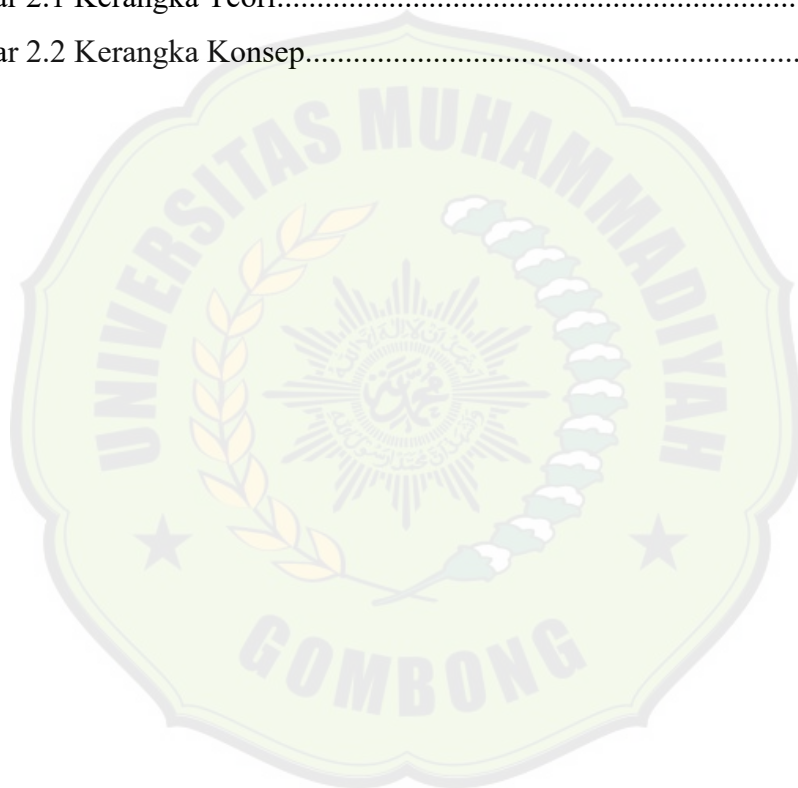 ar 2.1 Kerangka Teori................................................................
ar 2.2 Kerangka Konsep.............................................................
UNIVERSITAS MUHAMMADIYAH
GOMBONG